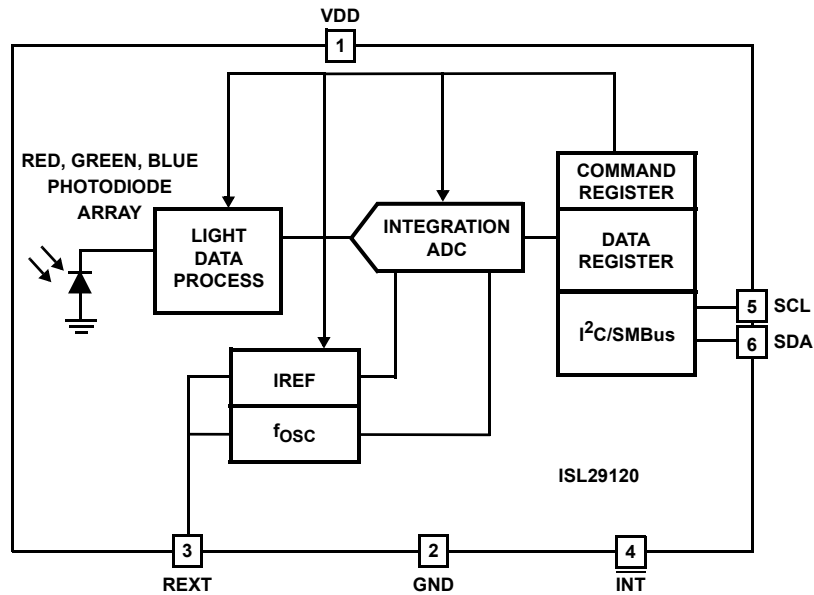 VDD
1
RED, GREEN, BLUE
PHOTODIODE
ARRAY
LIGHT
DATA
PROCESS
INTEGRATION
ADC
COMMAND
REGISTER
DATA
REGISTER
I²C/SMBus
5 SCL
6 SDA
IREF
fOSC
ISL29120
3
REXT
2
GND
4
INT